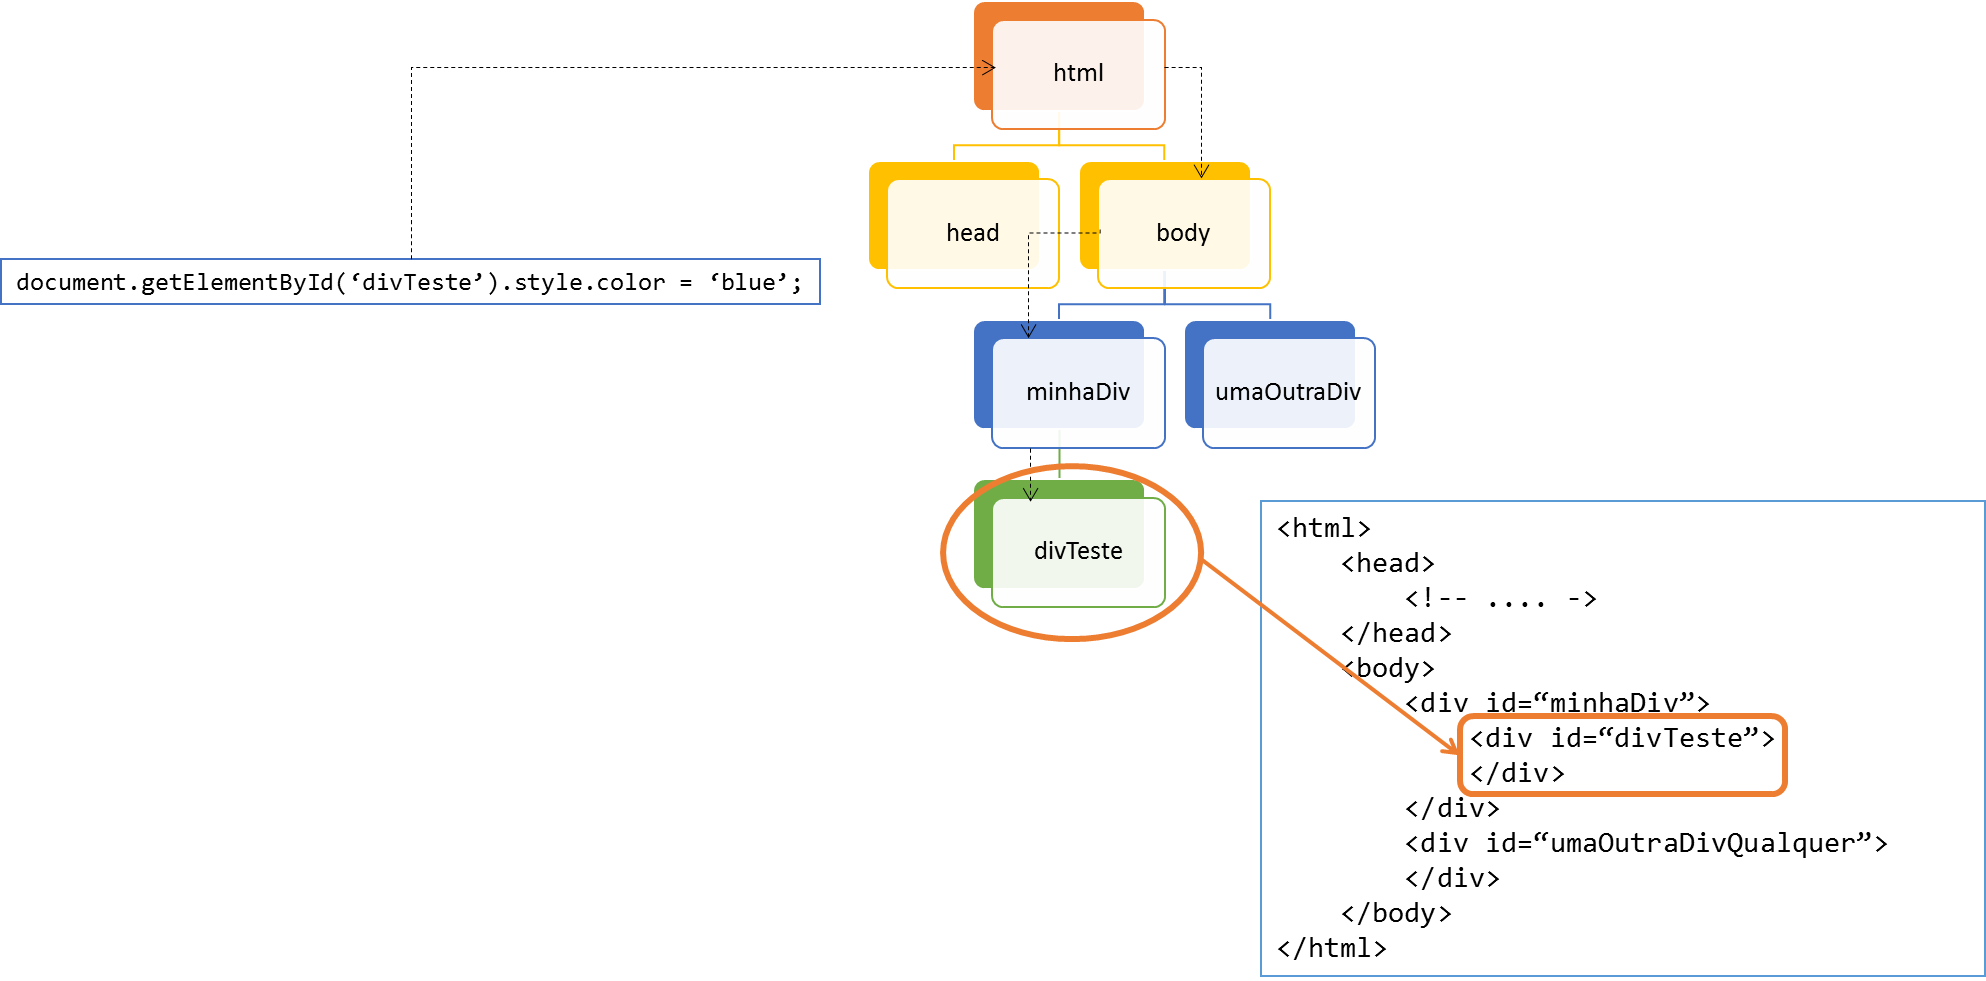 html
head
body
document.getElementById(‘divTeste’).style.color = ‘blue’;
minhaDiv
umaOutraDiv
divTeste
<html>
<head>
<!-- .... ->
</head>
<body>
<div id=“minhaDiv”>
<div id=“divTeste”>
</div>
</div>
<div id=“umaOutraDivQualquer”>
</div>
</body>
</html>